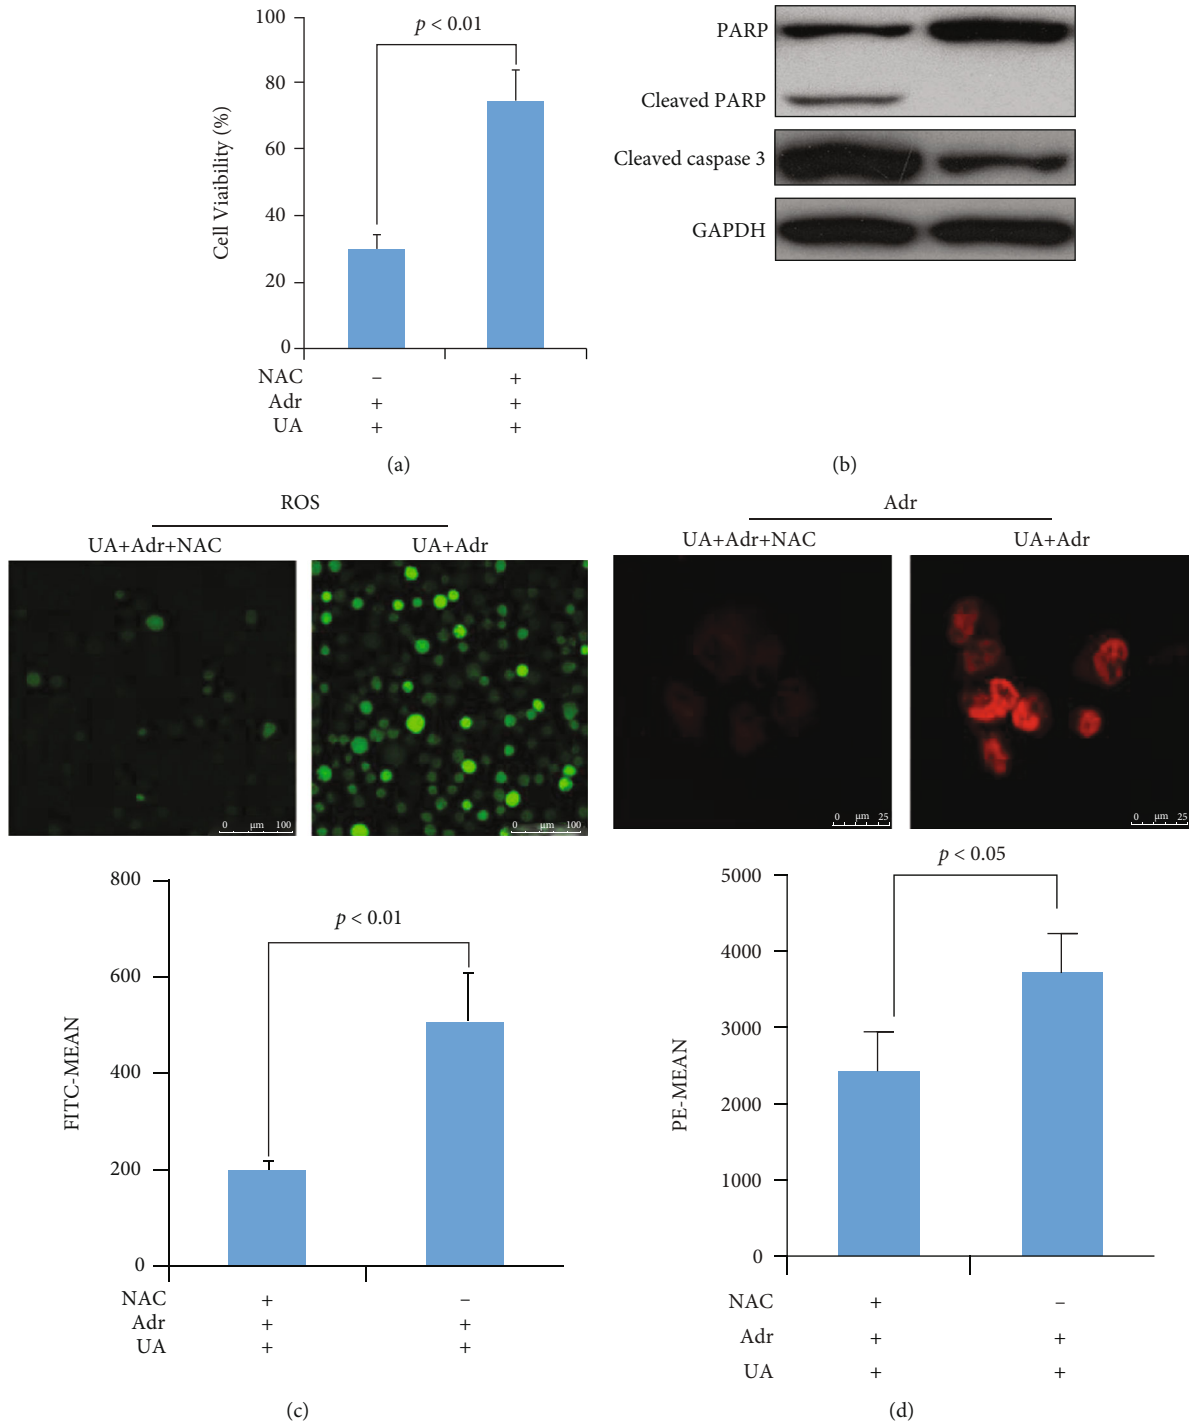 100
80
60
40
20
0
Cell Viaibility (%)
p < 0.01
NAC – +
Adr + +
UA + +
(a)
PARP
Cleaved PARP
Cleaved caspase 3
GAPDH
(b)
ROS
UA+Adr+NAC UA+Adr
0 µm 100
0 µm 100
800
600
400
200
0
FITC-MEAN
p < 0.01
NAC + –
Adr + +
UA + +
(c)
Adr
UA+Adr+NAC UA+Adr
0 µm 25
0 µm 25
5000
4000
3000
2000
1000
0
PE-MEAN
p < 0.05
NAC + –
Adr + +
UA + +
(d)